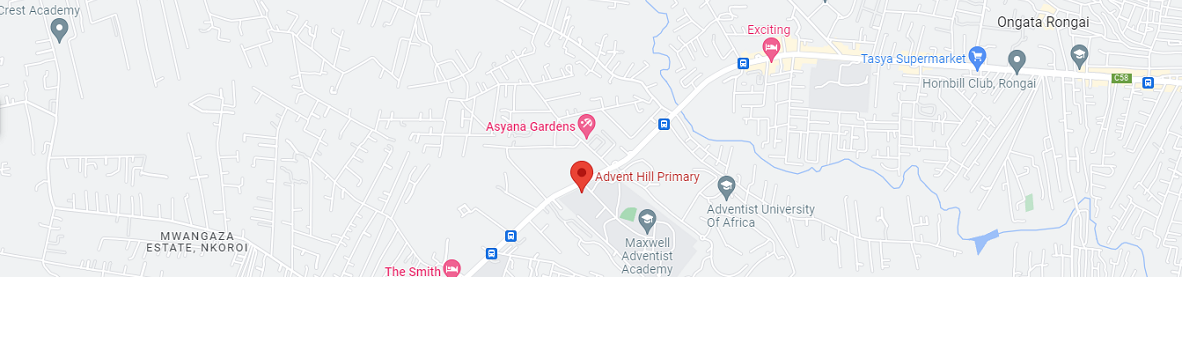 Crest Academy
Ongata Rongai
Exciting
Tasya Supermarket
Hornbill Club, Rongai
C58
Asyana Gardens
Advent Hill Primary
Adventist University
Of Africa
MWANGAZA
ESTATE, NKOROI
Maxwell
Adventist
Academy
The Smith